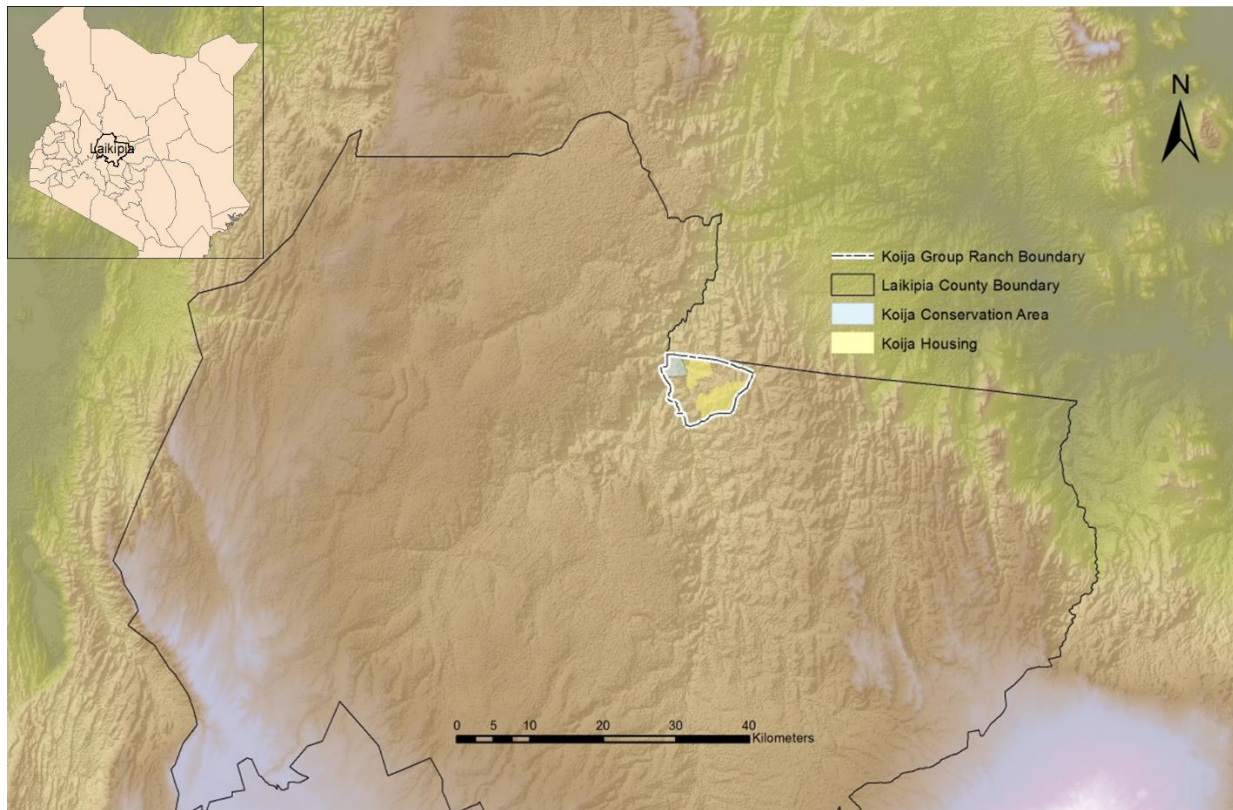 Laikipia
N
Koija Group Ranch Boundary
Laikipia County Boundary
Koija Conservation Area
Koija Housing
0 5 10 20 30 40
Kilometers